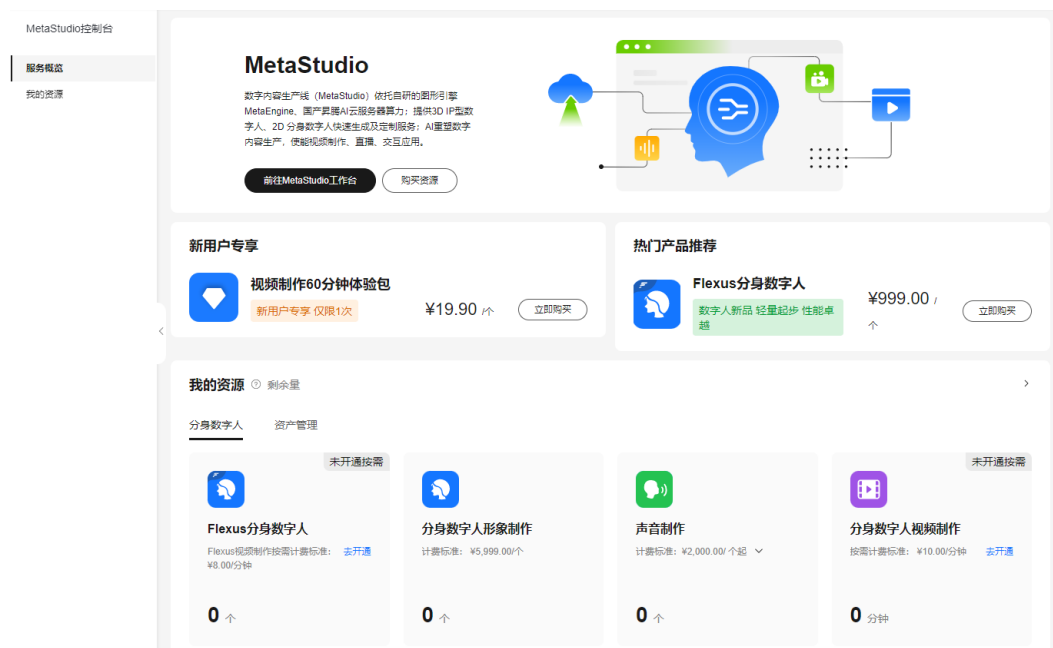 MetaStudio控制台
服务概览
我的资源
MetaStudio
数字内容生产线（MetaStudio）依托自研的图形引擎
MetaEngine、国产昇腾AI云服务器算力；提供3D IP型数
字人、2D 分身数字人快速生成及定制服务；AI重塑数字
内容生产，使能视频制作、直播、交互应用。
前往MetaStudio工作台
购买资源
新用户专享
视频制作60分钟体验包
新用户专享 仅限1次
¥19.90 /个
立即购买
热门产品推荐
Flexus分身数字人
数字人新品 轻量起步 性能卓
越
¥999.00 /
个
立即购买
我的资源 剩余量
分身数字人
资产管理
未开通按需
Flexus分身数字人
Flexus视频制作按需计费标准： 去开通
¥8.00/分钟
0 个
分身数字人形象制作
计费标准：¥5,999.00/个
0 个
声音制作
计费标准：¥2,000.00/ 个起
0 个
未开通按需
分身数字人视频制作
按需计费标准：¥10.00/分钟 去开通
0 分钟